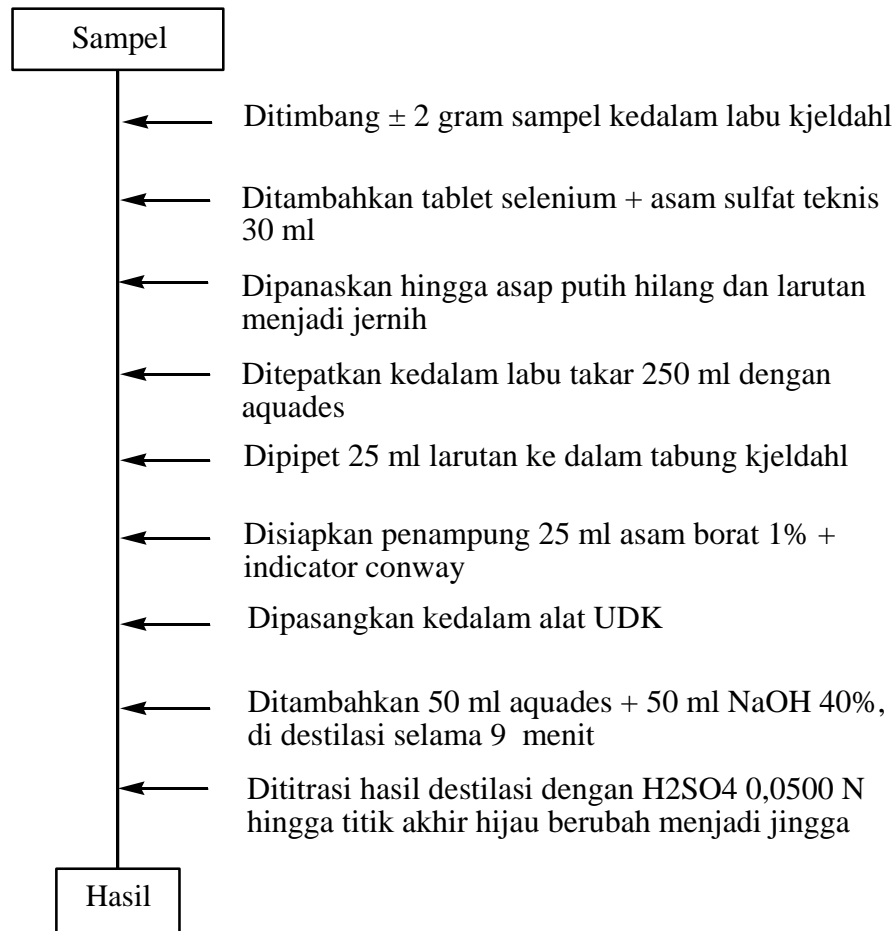 Sampel
Ditimbang ± 2 gram sampel kedalam labu kjeldahl
Ditambahkan tablet selenium + asam sulfat teknis
30 ml
Dipanaskan hingga asap putih hilang dan larutan
menjadi jernih
Ditepatkan kedalam labu takar 250 ml dengan
aquades
Dipipet 25 ml larutan ke dalam tabung kjeldahl
Disiapkan penampung 25 ml asam borat 1% +
indicator conway
Dipasangkan kedalam alat UDK
Ditambahkan 50 ml aquades + 50 ml NaOH 40%,
di destilasi selama 9 menit
Dititrasi hasil destilasi dengan H2SO4 0,0500 N
hingga titik akhir hijau berubah menjadi jingga
Hasil